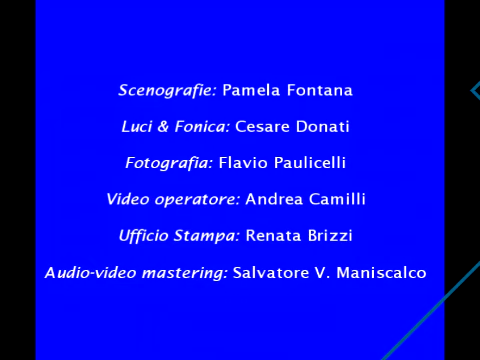 Scenografie: Pamela Fontana
Luci & Fonica: Cesare Donati
Fotografia: Flavio Paulicelli
Video operatore: Andrea Camilli
Ufficio Stampa: Renata Brizzi
Audio-video mastering: Salvatore V. Maniscalco